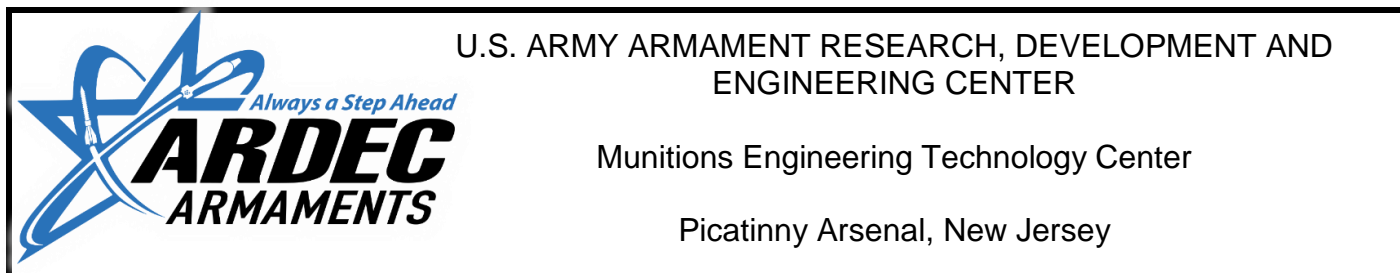 U.S. ARMY ARMAMENT RESEARCH, DEVELOPMENT AND
ENGINEERING CENTER
Always a Step Ahead
ARDEC
ARMAMENTS
Munitions Engineering Technology Center
Picatinny Arsenal, New Jersey